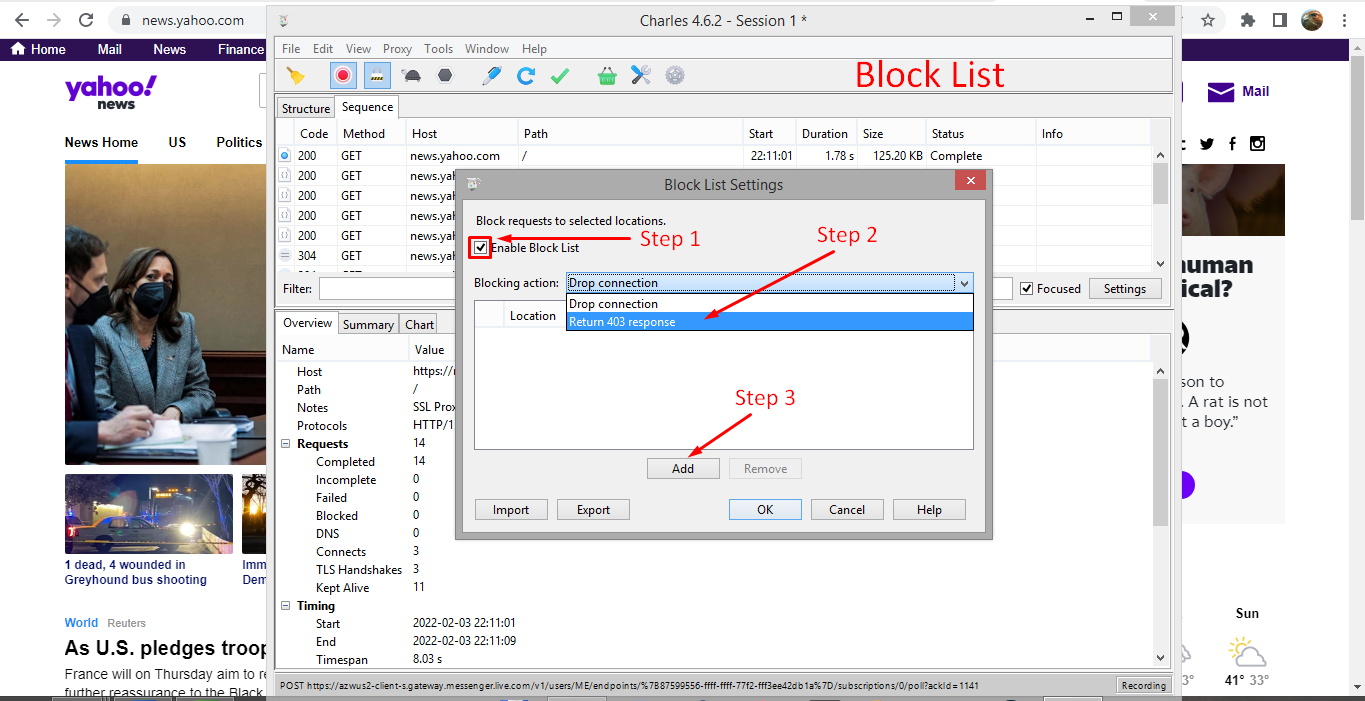 news.yahoo.com
Home Mail News Finance
yahoo!
news
News Home US Politics
Mail
Charles 4.6.2 - Session 1 *
File Edit View Proxy Tools Window Help
Block List
Structure Sequence
Code Method Host Path Start Duration Size Status Info
200 GET news.yahoo.com / 22:11:01 1.78 s 125.20 KB Complete
200 GET news.yah
200 GET news.yah
200 GET news.yah
200 GET news.yah
304 GET news.yah
Filter: Focused Settings
Block List Settings
Block requests to selected locations.
Enable Block List
Step 1
Step 2
Blocking action: Drop connection
Drop connection
Return 403 response
Location
Step 3
Add Remove
Import Export OK Cancel Help
Overview Summary Chart
Name Value
Host https://
Path /
Notes SSL Prox
Protocols HTTP/1
Requests 14
Completed 14
Incomplete 0
Failed 0
Blocked 0
DNS 0
Connects 3
TLS Handshakes 3
Kept Alive 11
Timing
Start 2022-02-03 22:11:01
End 2022-02-03 22:11:09
Timespan 8.03 s
POST https://azwus2-client-s.gateway.messenger.live.com/v1/users/ME/endpoints/%7B87599556-ffff-ffff-77f2-fff3ee42db1a%7D/subscriptions/0/poll?ackId=1141
Recording
1 dead, 4 wounded in
Greyhound bus shooting
Imm
Dem
World Reuters
As U.S. pledges troop
France will on Thursday aim to re
further reassurance to the Black
human
ical?
son to
. A rat is not
t a boy.”
Sun
3° 41° 33°